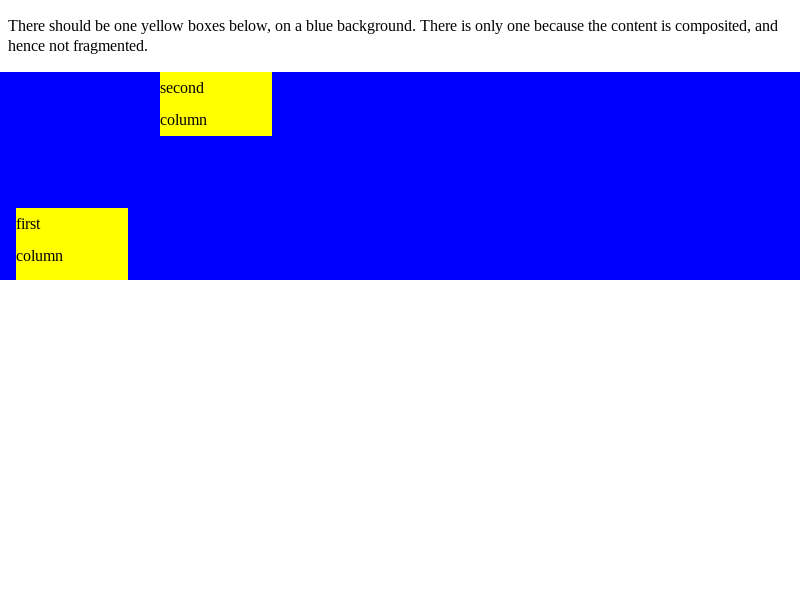 There should be one yellow boxes below, on a blue background. There is only one because the content is composited, and
hence not fragmented.
second
column
first
column